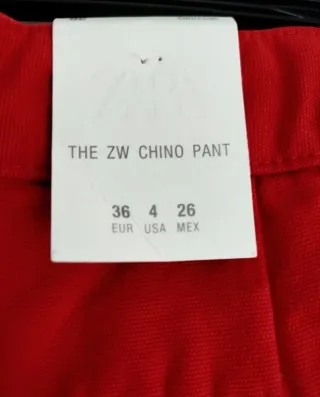 THE ZW CHINO PANT
36 4 26
EUR USA MEX